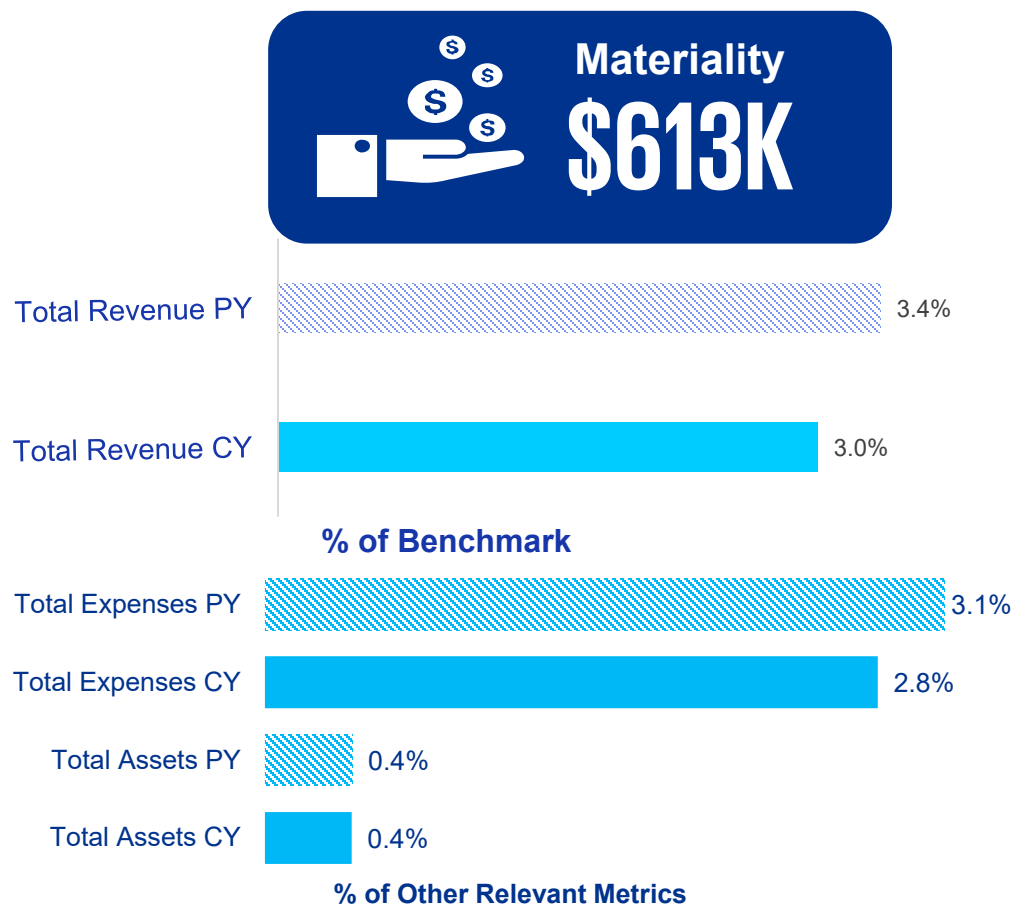 $
$
$
$
Materiality
$613K
Total Revenue PY 3.4%
Total Revenue CY 3.0%
% of Benchmark
Total Expenses PY 3.1%
Total Expenses CY 2.8%
Total Assets PY 0.4%
Total Assets CY 0.4%
% of Other Relevant Metrics